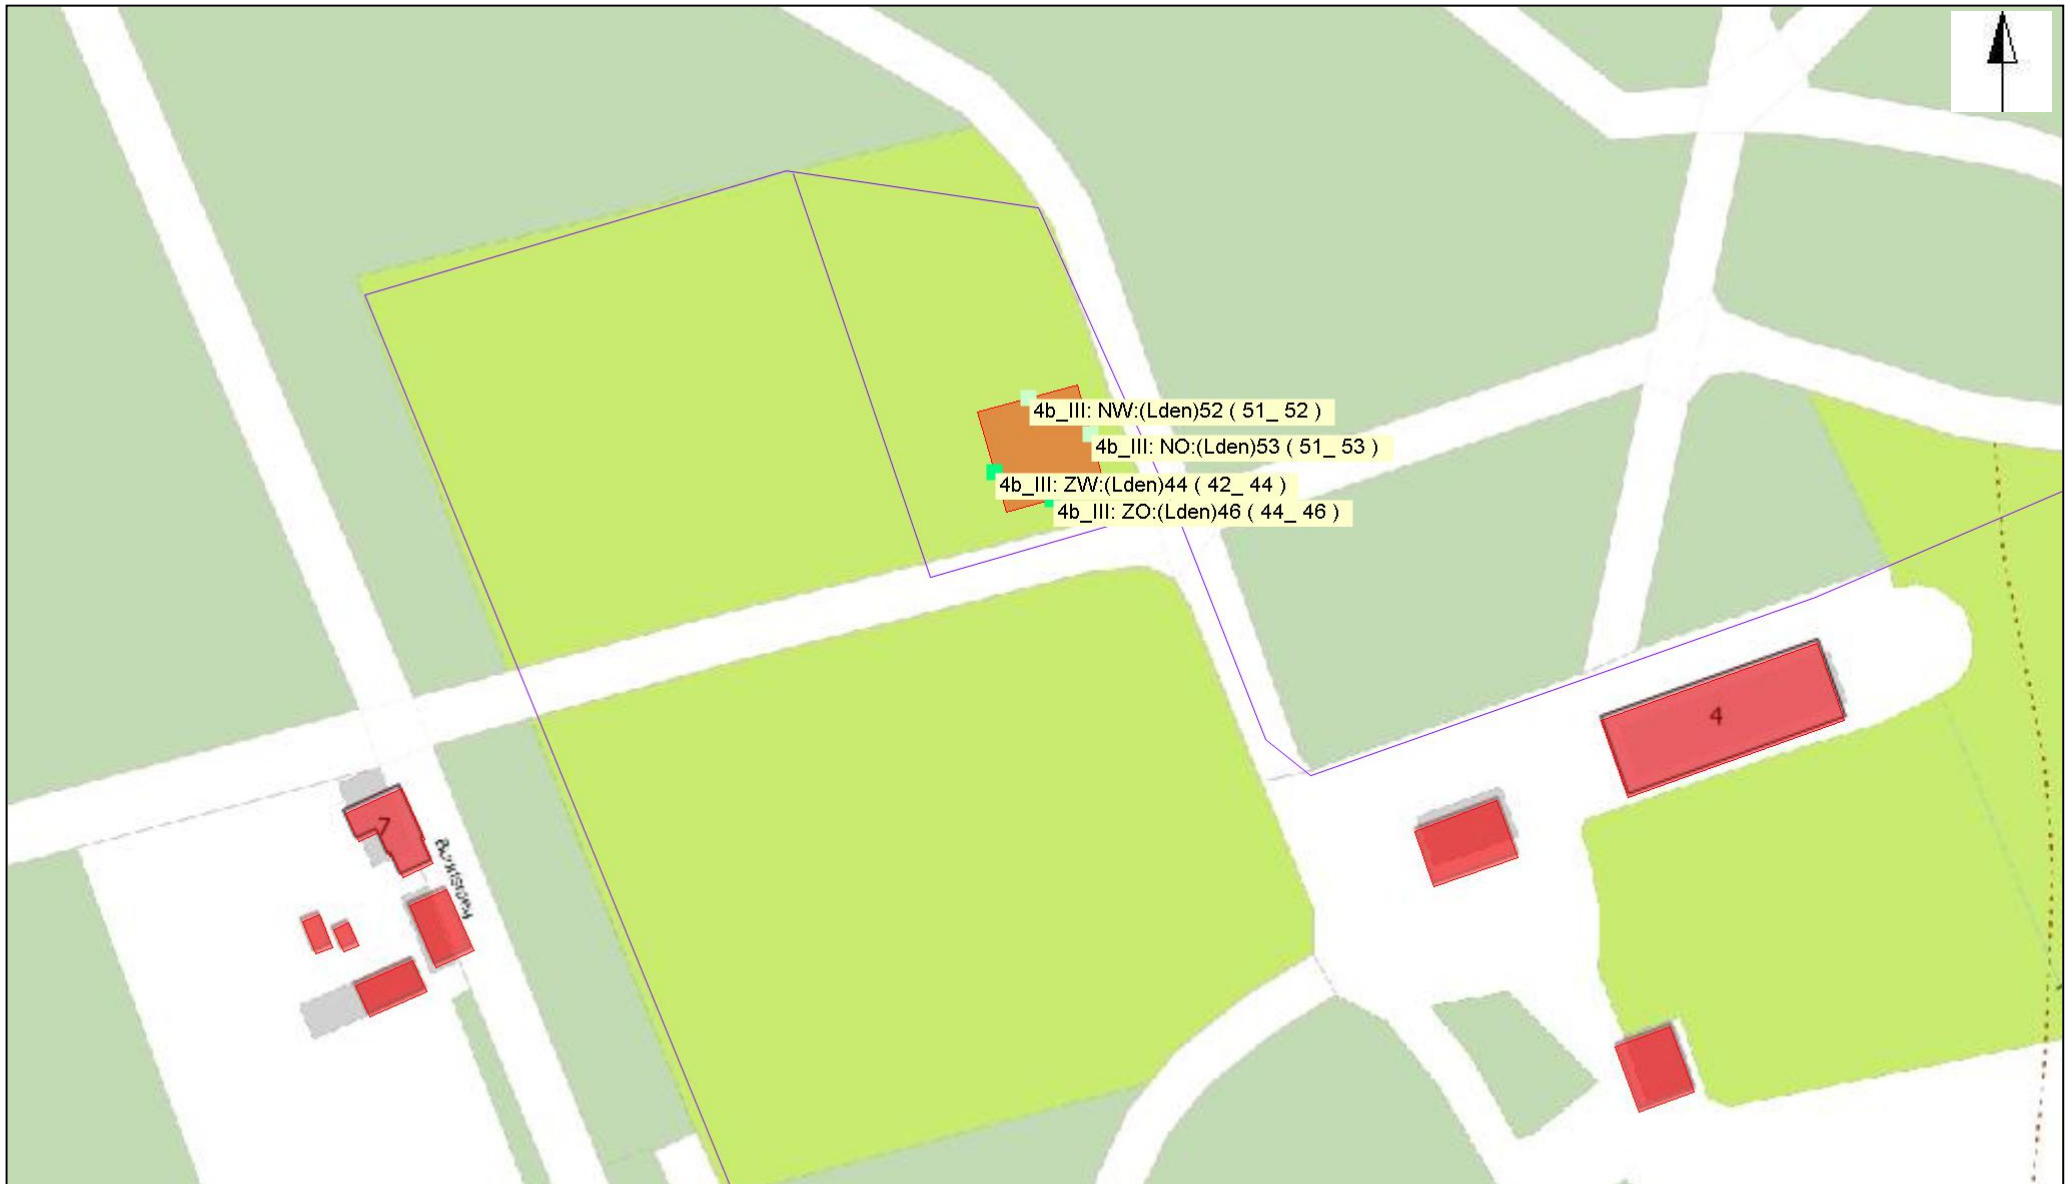 4b_III: NW:(Lden)52 ( 51_ 52 )
4b_III: NO:(Lden)53 ( 51_ 53 )
4b_III: ZW:(Lden)44 ( 42_ 44 )
4b_III: ZO:(Lden)46 ( 44_ 46 )
4
7